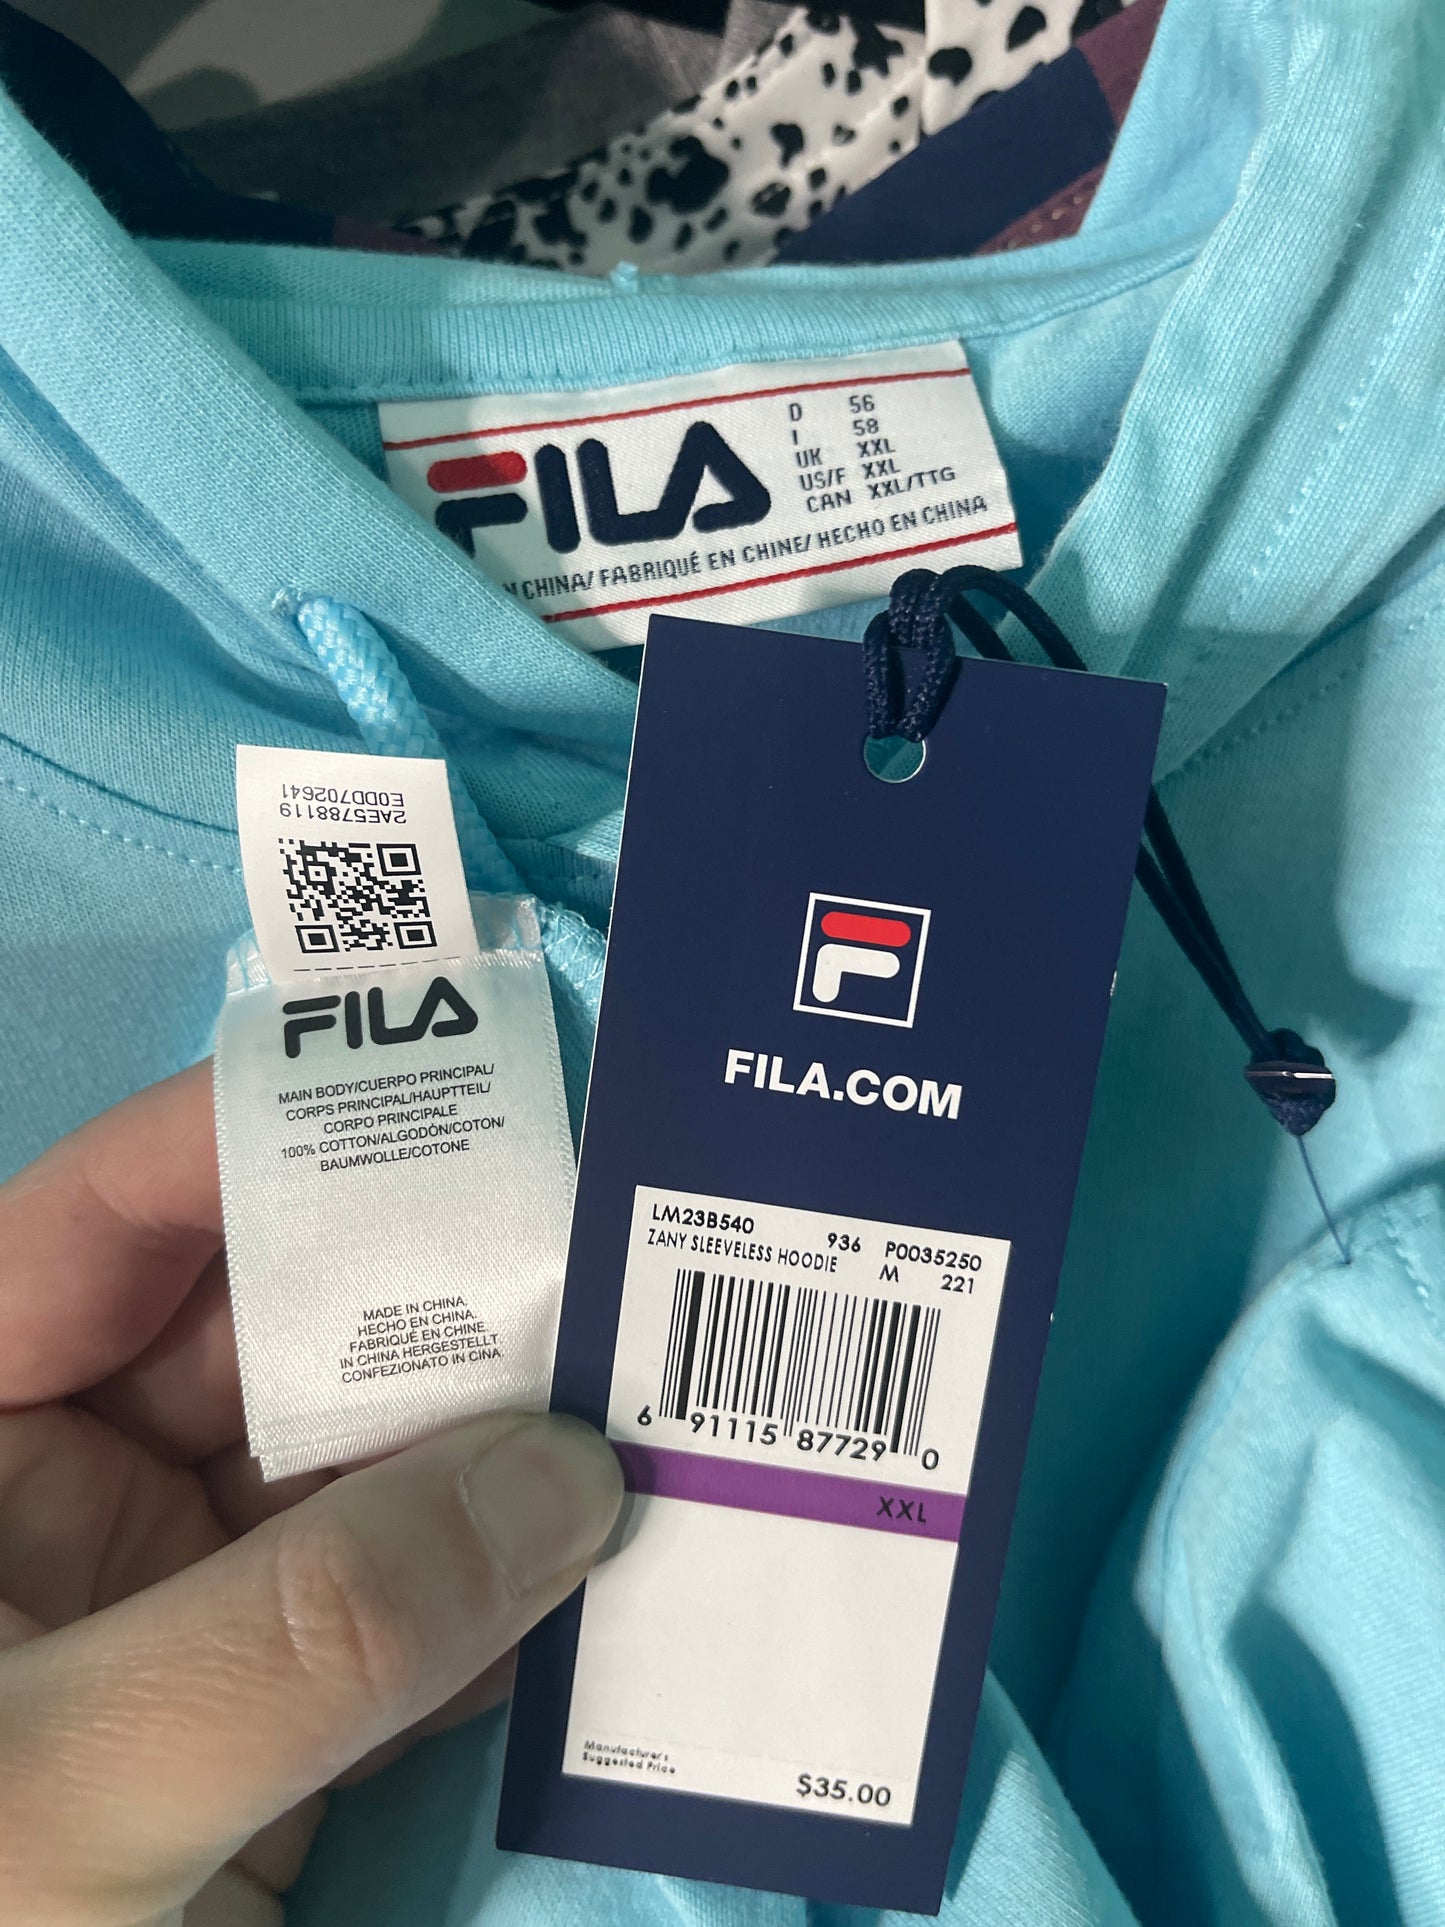 FILA
D 56
I 58
UK XXL
US/F XXL
CAN XXL/TTG
CHINA/ FABRIQUÉ EN CHINE/ HECHO EN CHINA
2AE5788119
E0DD702641
FILA
MAIN BODY/CUERPO PRINCIPAL/
CORPS PRINCIPAL/HAUPTTEIL/
CORPO PRINCIPALE
100% COTTON/ALGODÓN/COTON/
BAUMWOLLE/COTONE
MADE IN CHINA.
HECHO EN CHINA.
FABRIQUÉ EN CHINE.
IN CHINA HERGESTELLT.
CONFEZIONATO IN CINA.
F
FILA.COM
LM23B540 936 P0035250
ZANY SLEEVELESS HOODIE M 221
6 91115 87729 0
XXL
Manufacturers
Suggested Price
$35.00